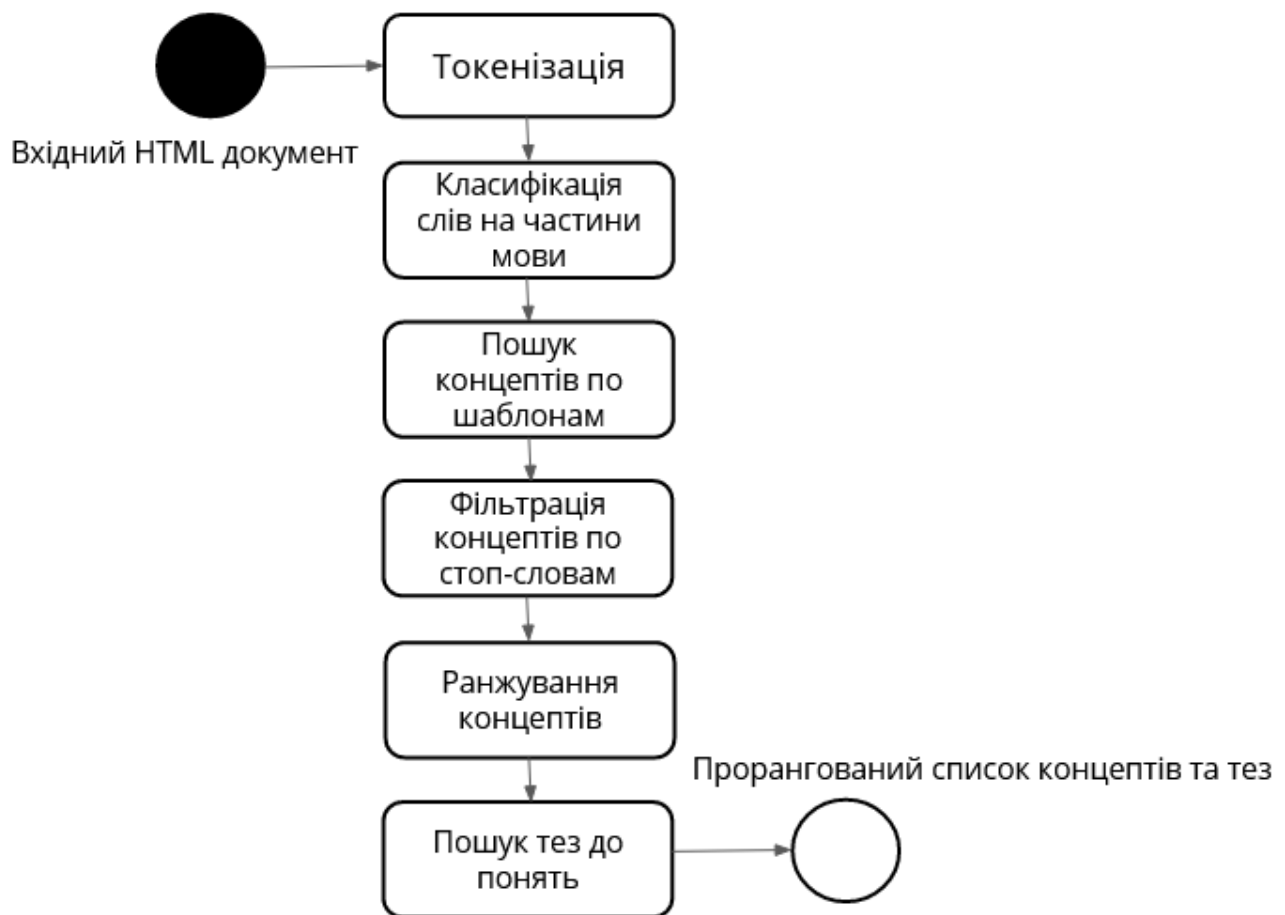 Токенізація
Вхідний HTML документ
Класифікація
слів на частини
мови
Пошук
концептів по
шаблонам
Фільтрація
концептів по
стоп-словам
Ранжування
концептів
Прорангований список концептів та тез
Пошук тез до
понять